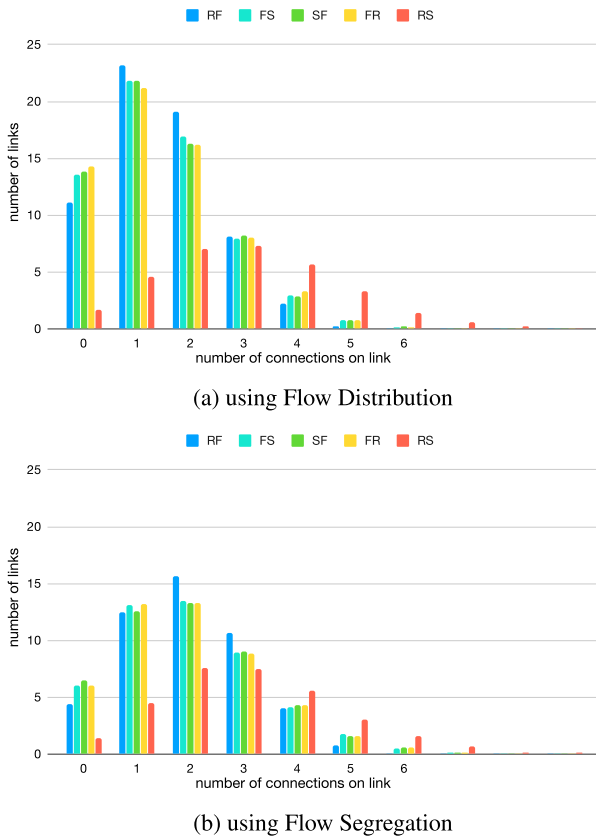 RF FS SF FR RS
25
20
15
10
5
0
number of links
0 1 2 3 4 5 6
number of connections on link
(a) using Flow Distribution
RF FS SF FR RS
25
20
15
10
5
0
number of links
0 1 2 3 4 5 6
number of connections on link
(b) using Flow Segregation